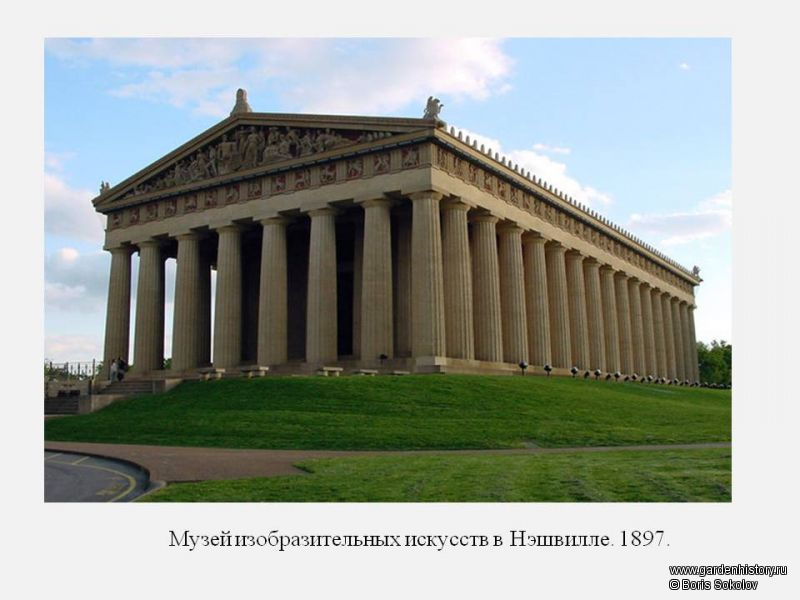 Музей изобразительных искусств в Нэшвилле. 1897.
www.gardenhistory.ru
© Boris Sokolov